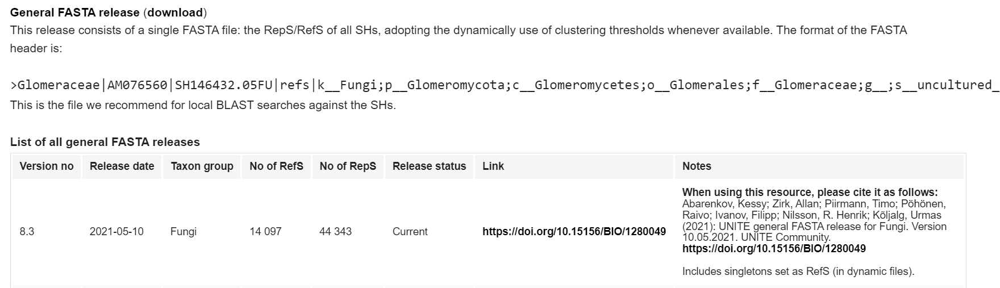 General FASTA release (download)
This release consists of a single FASTA file: the RepS/RefS of all SHs, adopting the dynamically use of clustering thresholds whenever available. The format of the FASTA
header is:
>Glomeraceae|AM076560|SH146432.05FU|refs|k__Fungi;p__Glomeromycota;c__Glomeromycetes;o__Glomerales;f__Glomeraceae;g__;s__uncultured_
This is the file we recommend for local BLAST searches against the SHs.
List of all general FASTA releases
Version no Release date Taxon group No of RefS No of RepS Release status Link Notes
8.3 2021-05-10 Fungi 14 097 44 343 Current https://doi.org/10.15156/BIO/1280049
When using this resource, please cite it as follows:
Abarenkov, Kessy; Zirk, Allan; Piirmann, Timo; Pöhönen,
Raivo; Ivanov, Filipp; Nilsson, R. Henrik; Kõljalg, Urmas
(2021): UNITE general FASTA release for Fungi. Version
10.05.2021. UNITE Community.
https://doi.org/10.15156/BIO/1280049
Includes singletons set as RefS (in dynamic files).